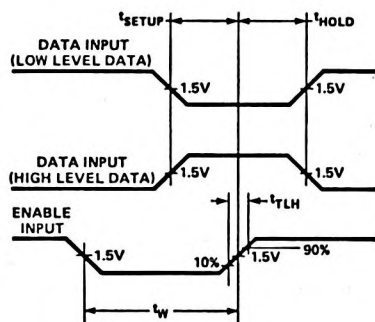 tSETUP
tHOLD
DATA INPUT
(LOW LEVEL DATA)
1.5V
1.5V
DATA INPUT
(HIGH LEVEL DATA)
1.5V
1.5V
tTLH
ENABLE
INPUT
1.5V
10%
1.5V
90%
tW